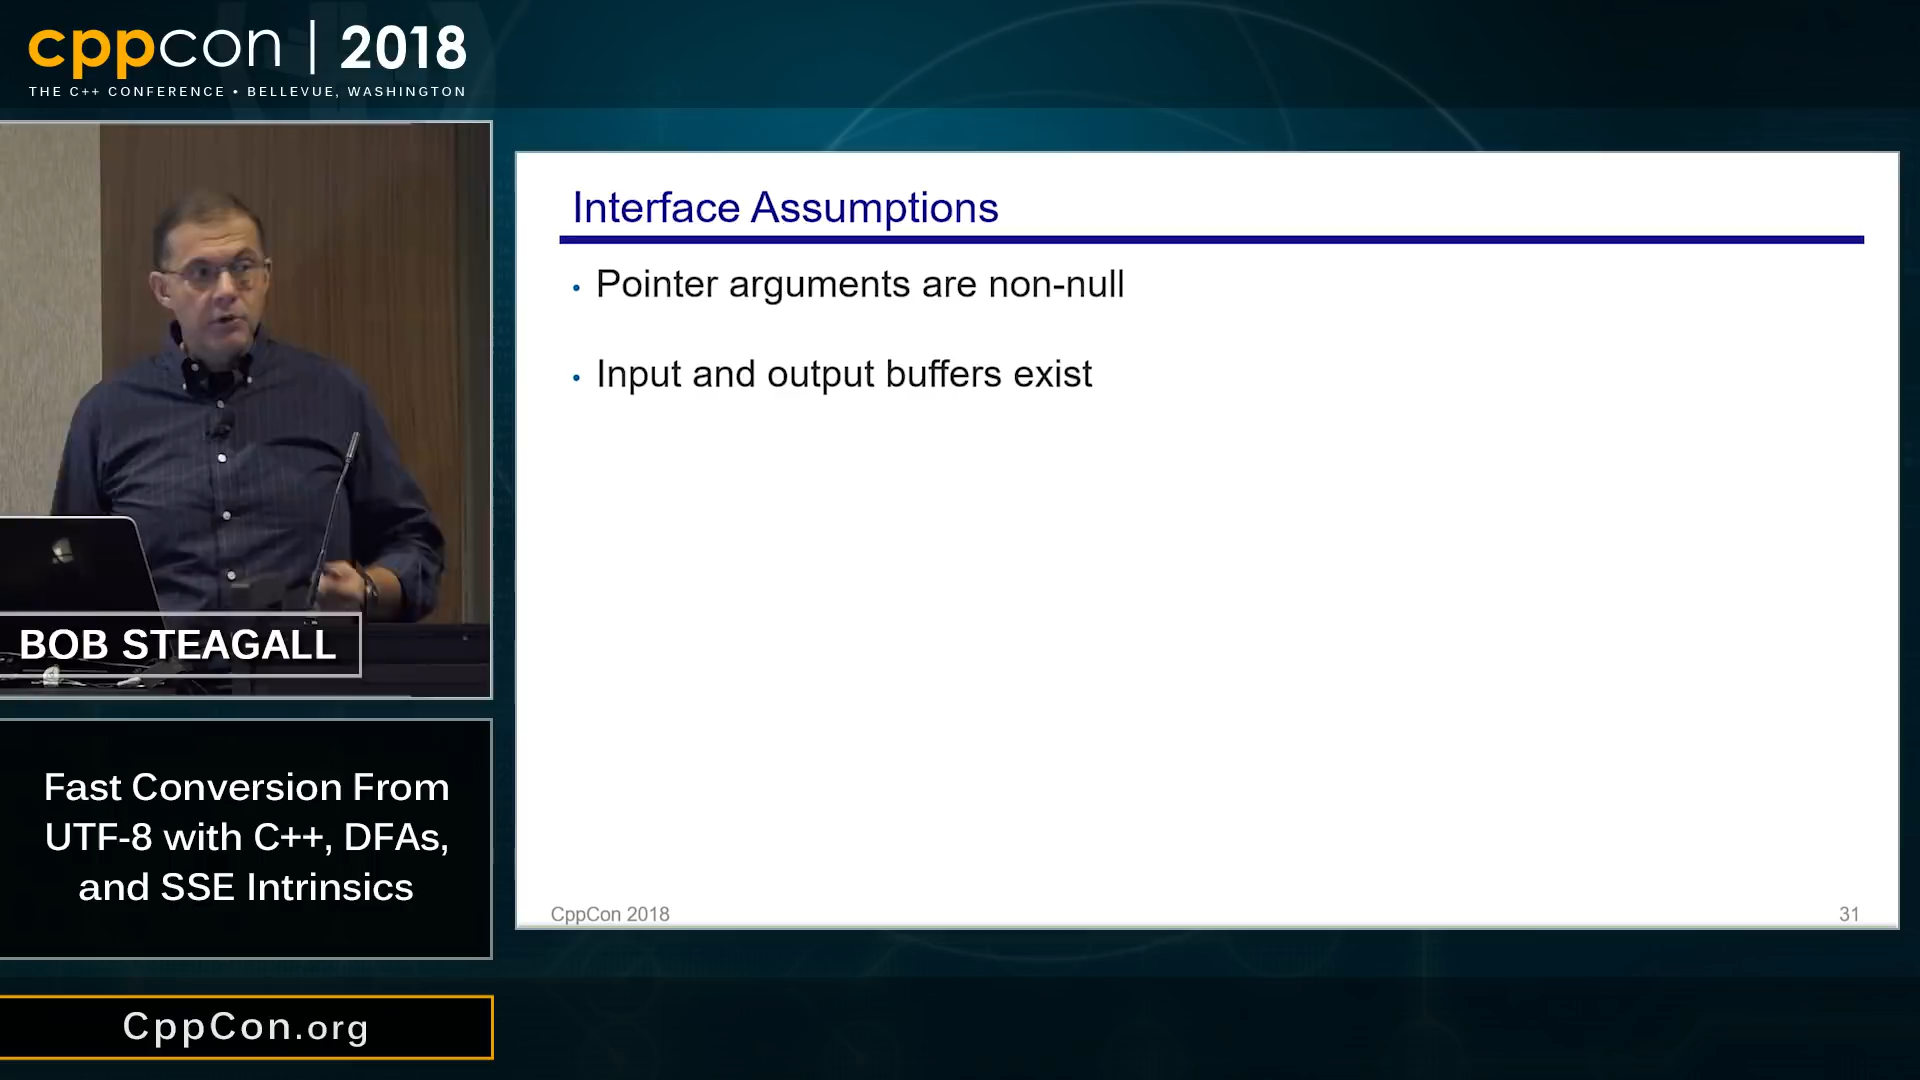 cppcon | 2018
THE C++ CONFERENCE • BELLEVUE, WASHINGTON
BOB STEAGALL
Fast Conversion From
UTF-8 with C++, DFAs,
and SSE Intrinsics
CppCon.org
Interface Assumptions
• Pointer arguments are non-null
• Input and output buffers exist
CppCon 2018
31